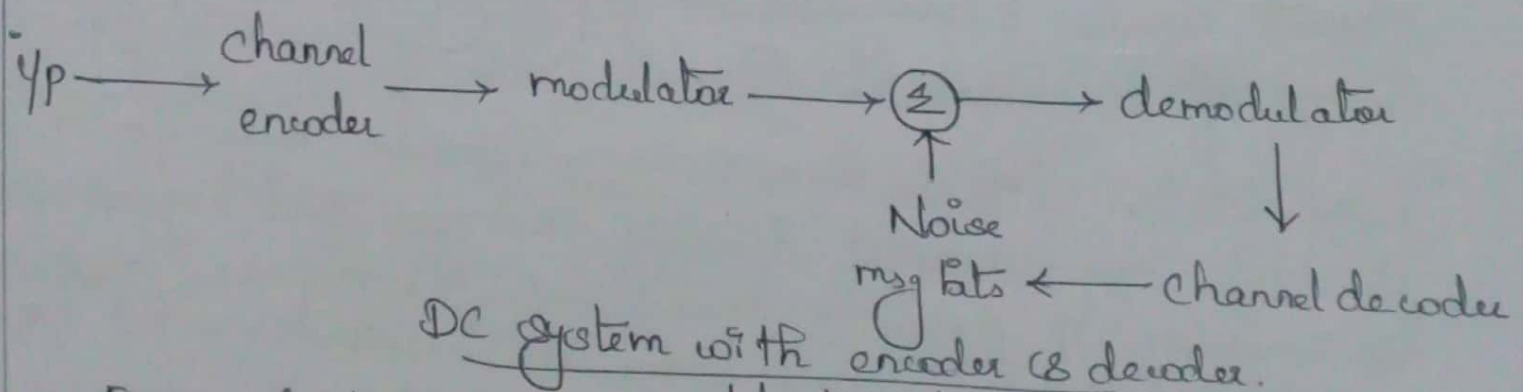 i/p → channel encoder → modulator → Σ → demodulator
↑ ↓
Noise
msg bits ← channel decoder
DC system with encoder & decoder.